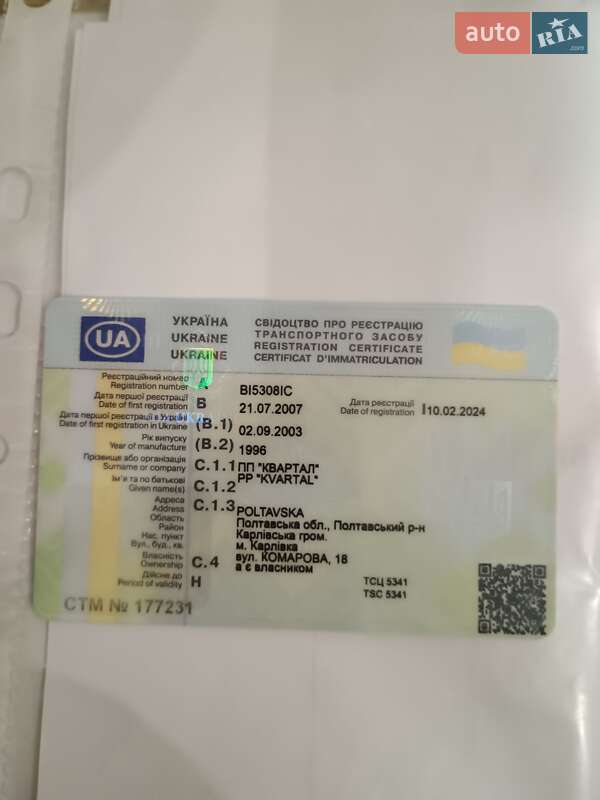 auto RIA .com
UA
УКРАЇНА
UKRAINE
UKRAINE
СВІДОЦТВО ПРО РЕЄСТРАЦІЮ
ТРАНСПОРТНОГО ЗАСОБУ
REGISTRATION CERTIFICATE
CERTIFICAT D'IMMATRICULATION
Реєстраційний номер
Registration number A BI5308IC
Дата першої реєстрації
Date of first registration B 21.07.2007
Дата реєстрації
Date of registration I 10.02.2024
Дата першої реєстрації в Україні
Date of first registration in Ukraine (B.1) 02.09.2003
Рік випуску
Year of manufacture (B.2) 1996
Прізвище або організація
Surname or company C.1.1 ПП "КВАРТАЛ"
PP "KVARTAL"
Ім'я та по батькові
Given name(s) C.1.2
Адреса
Address C.1.3 POLTAVSKA
Область Полтавська обл., Полтавський р-н
Район Карлівська гром.
Нас. пункт м. Карлівка
Вул., буд., кв. вул. КОМАРОВА, 18
Власність
Ownership C.4 а є власником
Дійсне до
Period of validity H
ТСЦ 5341
TSC 5341
СТМ № 177231